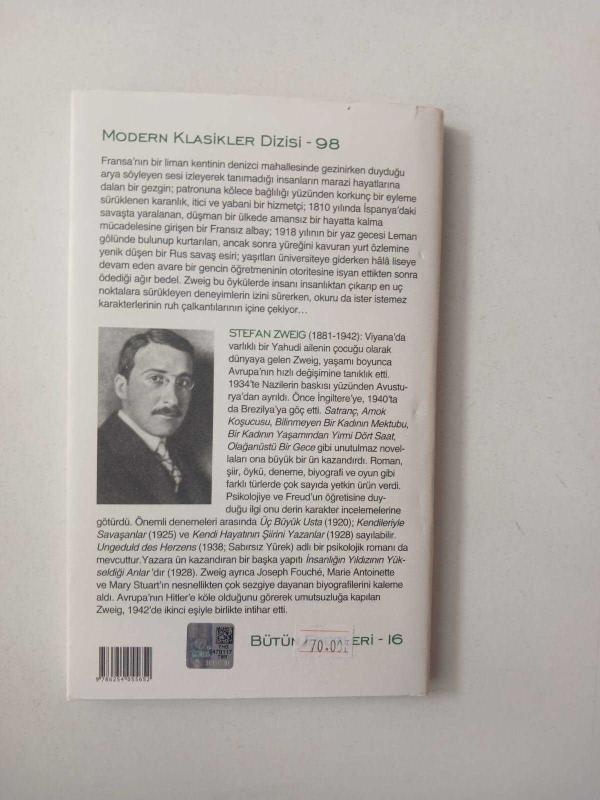 MODERN KLASİKLER DİZİSİ - 98
Fransa'nın bir liman kentinin denizci mahallesinde gezinirken duyduğu
arya söyleyen sesi izleyerek tanımadığı insanların marazi hayatlarına
dalan bir gezgin; patronuna kölece bağlılığı yüzünden korkunç bir eyleme
sürüklenen karanlık, itici ve yabani bir hizmetçi; 1810 yılında İspanya'daki
savaşta yaralanan, düşman bir ülkede amansız bir hayatta kalma
mücadelesine girişen bir Fransız albay; 1918 yılının bir yaz gecesi Leman
gölünde bulunup kurtarılan, ancak sonra yüreğini kavuran yurt özlemine
yenik düşen bir Rus savaş esiri; yaşıtları üniversiteye giderken hâlâ liseye
devam eden avare bir gencin öğretmeninin otoritesine isyan ettikten sonra
ödediği ağır bedel. Zweig bu öykülerde insanı insanlıktan çıkarıp en uç
noktalara sürükleyen deneyimlerin izini sürerken, okuru da ister istemez
karakterlerinin ruh çalkantılarının içine çekiyor...
STEFAN ZWEIG (1881-1942): Viyana'da
varlıklı bir Yahudi ailenin çocuğu olarak
dünyaya gelen Zweig, yaşamı boyunca
Avrupa'nın hızlı değişimine tanıklık etti.
1934'te Nazilerin baskısı yüzünden Avustu-
rya'dan ayrıldı. Önce İngiltere'ye, 1940'ta
da Brezilya'ya göç etti. Satranç, Amok
Koşucusu, Bilinmeyen Bir Kadının Mektubu,
Bir Kadının Yaşamından Yirmi Dört Saat,
Olağanüstü Bir Gece gibi unutulmaz novel-
laları ona büyük bir ün kazandırdı. Roman,
şiir, öykü, deneme, biyografi ve oyun gibi
farklı türlerde çok sayıda yetkin ürün verdi.
Psikolojiye ve Freud'un öğretisine duy-
duğu ilgi onu derin karakter incelemelerine
götürdü. Önemli denemeleri arasında Üç Büyük Usta (1920); Kendileriyle
Savaşanlar (1925) ve Kendi Hayatının Şiirini Yazanlar (1928) sayılabilir.
Ungeduld des Herzens (1938; Sabırsız Yürek) adlı bir psikolojik romanı da
mevcuttur.Yazara ün kazandıran bir başka yapıtı İnsanlığın Yıldızının Yük-
seldiği Anlar'dır (1928). Zweig ayrıca Joseph Fouché, Marie Antoinette
ve Mary Stuart'ın nesnellikten çok sezgiye dayanan biyografilerini kaleme
aldı. Avrupa'nın Hitler'e köle olduğunu görerek umutsuzluğa kapılan
Zweig, 1942'de ikinci eşiyle birlikte intihar etti.
BÜTÜN ERİ - 16
9 786254 055652